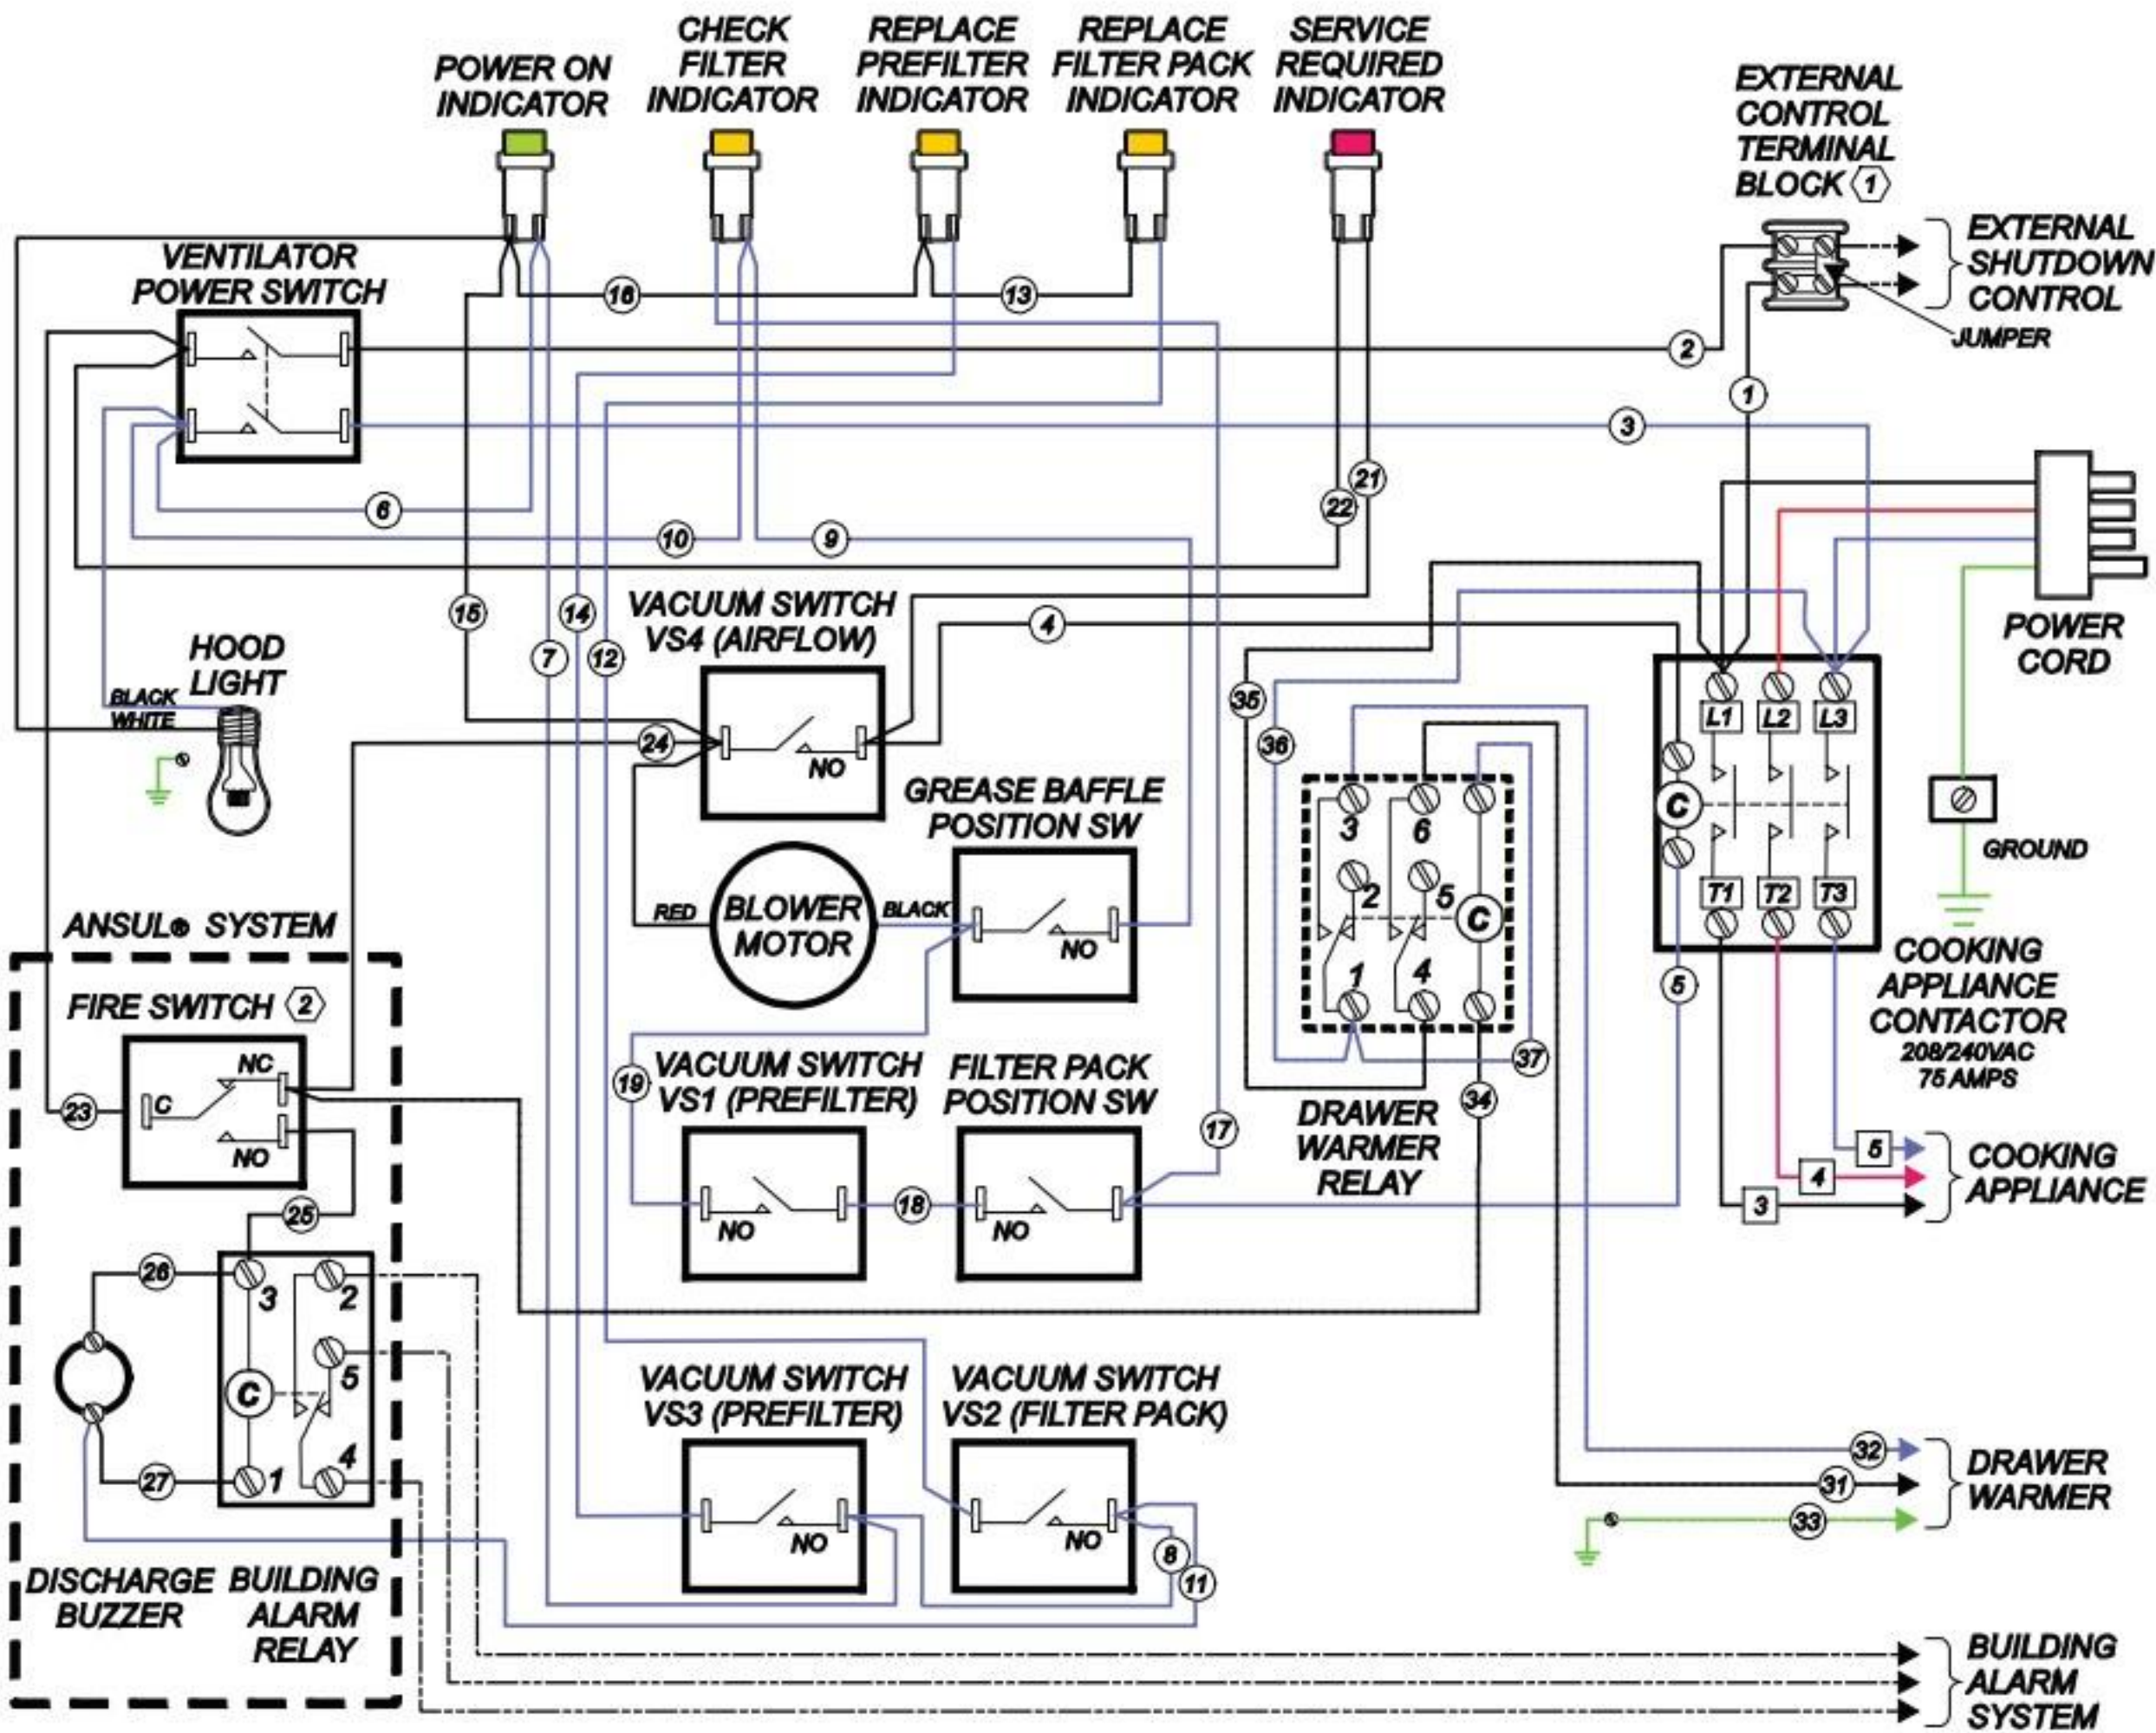 POWER ON
INDICATOR
CHECK
FILTER
INDICATOR
REPLACE
PREFILTER
INDICATOR
REPLACE
FILTER PACK
INDICATOR
SERVICE
REQUIRED
INDICATOR
EXTERNAL
CONTROL
TERMINAL
BLOCK 1
EXTERNAL
SHUTDOWN
CONTROL
JUMPER
VENTILATOR
POWER SWITCH
16
13
2
1
3
6
10
9
22
21
15
14
7
12
4
VACUUM SWITCH
VS4 (AIRFLOW)
NO
24
HOOD
LIGHT
BLACK
WHITE
POWER
CORD
L1
L2
L3
C
T1
T2
T3
GROUND
COOKING
APPLIANCE
CONTACTOR
208/240VAC
75 AMPS
35
36
3
6
2
5
C
1
4
37
34
DRAWER
WARMER
RELAY
5
GREASE BAFFLE
POSITION SW
NO
RED
BLOWER
MOTOR
BLACK
ANSUL® SYSTEM
FIRE SWITCH 2
NC
C
NO
23
25
19
VACUUM SWITCH
VS1 (PREFILTER)
NO
18
FILTER PACK
POSITION SW
NO
17
5
4
3
COOKING
APPLIANCE
26
27
3
2
5
C
4
1
DISCHARGE
BUZZER
BUILDING
ALARM
RELAY
VACUUM SWITCH
VS3 (PREFILTER)
NO
VACUUM SWITCH
VS2 (FILTER PACK)
NO
8
11
32
31
33
DRAWER
WARMER
BUILDING
ALARM
SYSTEM